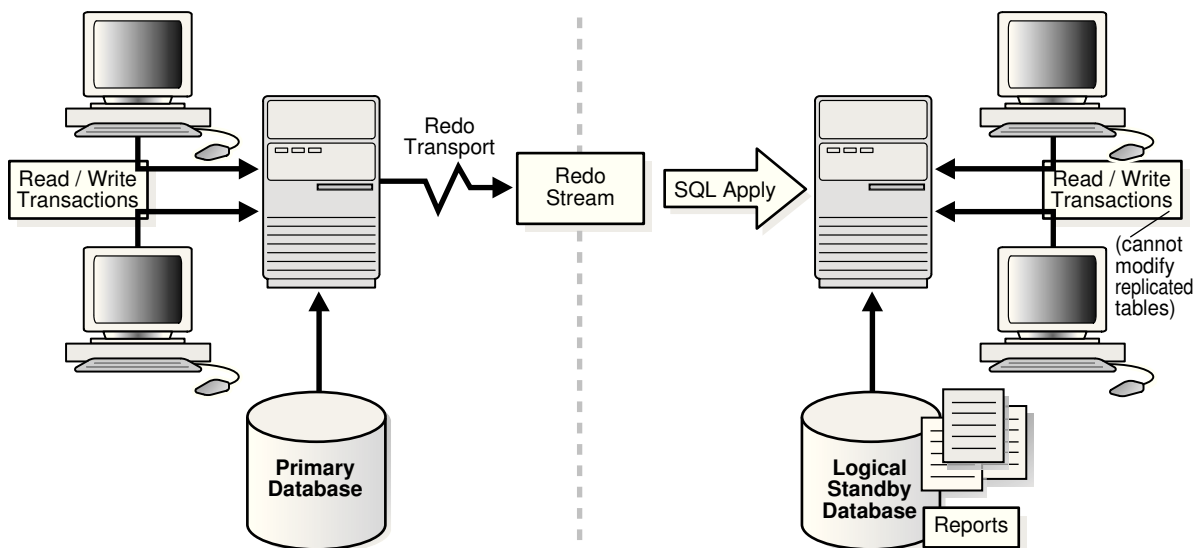 Read / Write
Transactions
Redo
Transport
Redo
Stream
SQL Apply
Read / Write
Transactions
(cannot
modify
replicated
tables)
Primary
Database
Logical
Standby
Database
Reports